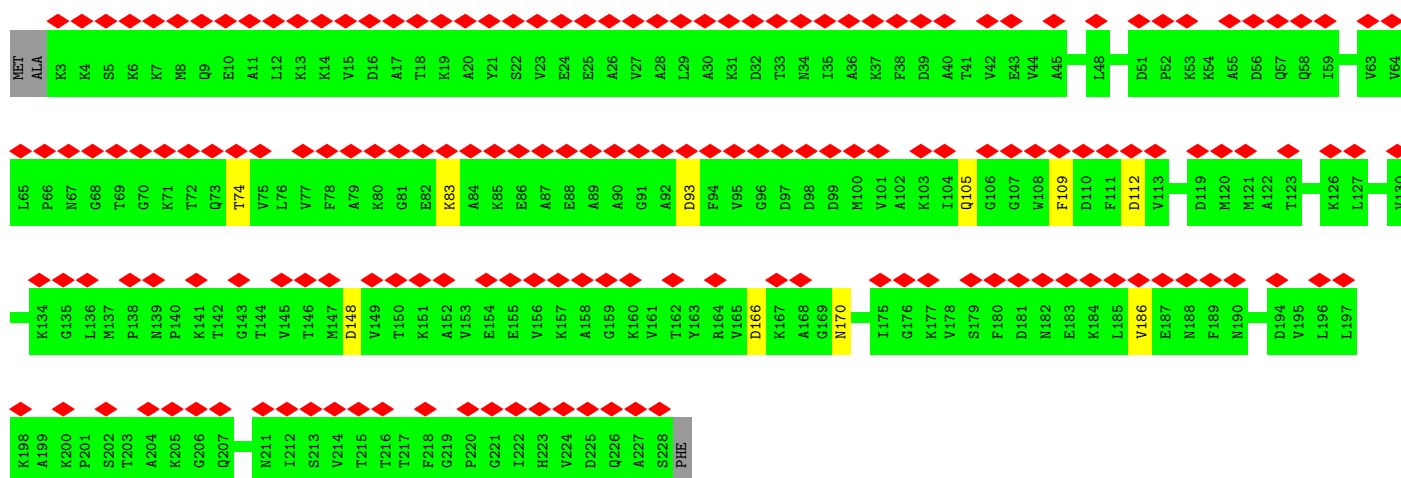 MET ALA K3 K4 S5 K6 K7 M8 Q9 E10 A11 L12 K13 K14 V15 D16 A17 T18 K19 A20 Y21 S22 V23 E24 E25 A26 V27 A28 L29 A30 K31 D32 T33 N34 I35 A36 K37 F38 D39 A40 T41 V42 E43 V44 A45 L48 D51 P52 K53 K54 A55 D56 Q57 Q58 I59 V63 V64
L65 P66 N67 G68 T69 G70 K71 T72 Q73 T74 V75 L76 V77 F78 A79 K80 G81 E82 K83 A84 K85 E86 A87 E88 A89 A90 G91 A92 D93 F94 V95 G96 D97 D98 D99 M100 V101 A102 K103 I104 Q105 G106 G107 W108 F109 D110 F111 D112 V113 D119 M120 M121 A122 T123 K126 L127 V130
K134 G135 L136 M137 P138 N139 P140 K141 T142 G143 T144 V145 T146 M147 D148 V149 T150 K151 A152 V153 E154 E155 V156 K157 A158 G159 K160 V161 T162 Y163 R164 V165 D166 K167 A168 G169 N170 I175 G176 K177 V178 S179 F180 D181 N182 E183 K184 L185 V186 E187 N188 F189 N190 D194 V195 L196 L197
K198 A199 K200 P201 S202 T203 A204 K205 G206 Q207 N211 I212 S213 V214 T215 T216 T217 F218 G219 P220 G221 I222 H223 V224 D225 Q226 A227 S228 PHE